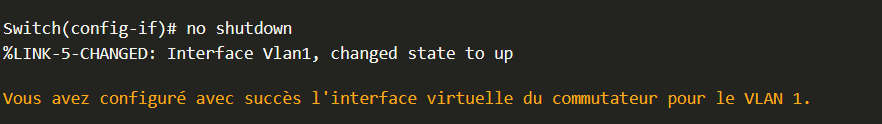 Switch(config-if)# no shutdown
%LINK-5-CHANGED: Interface Vlan1, changed state to up
Vous avez configuré avec succès l'interface virtuelle du commutateur pour le VLAN 1.